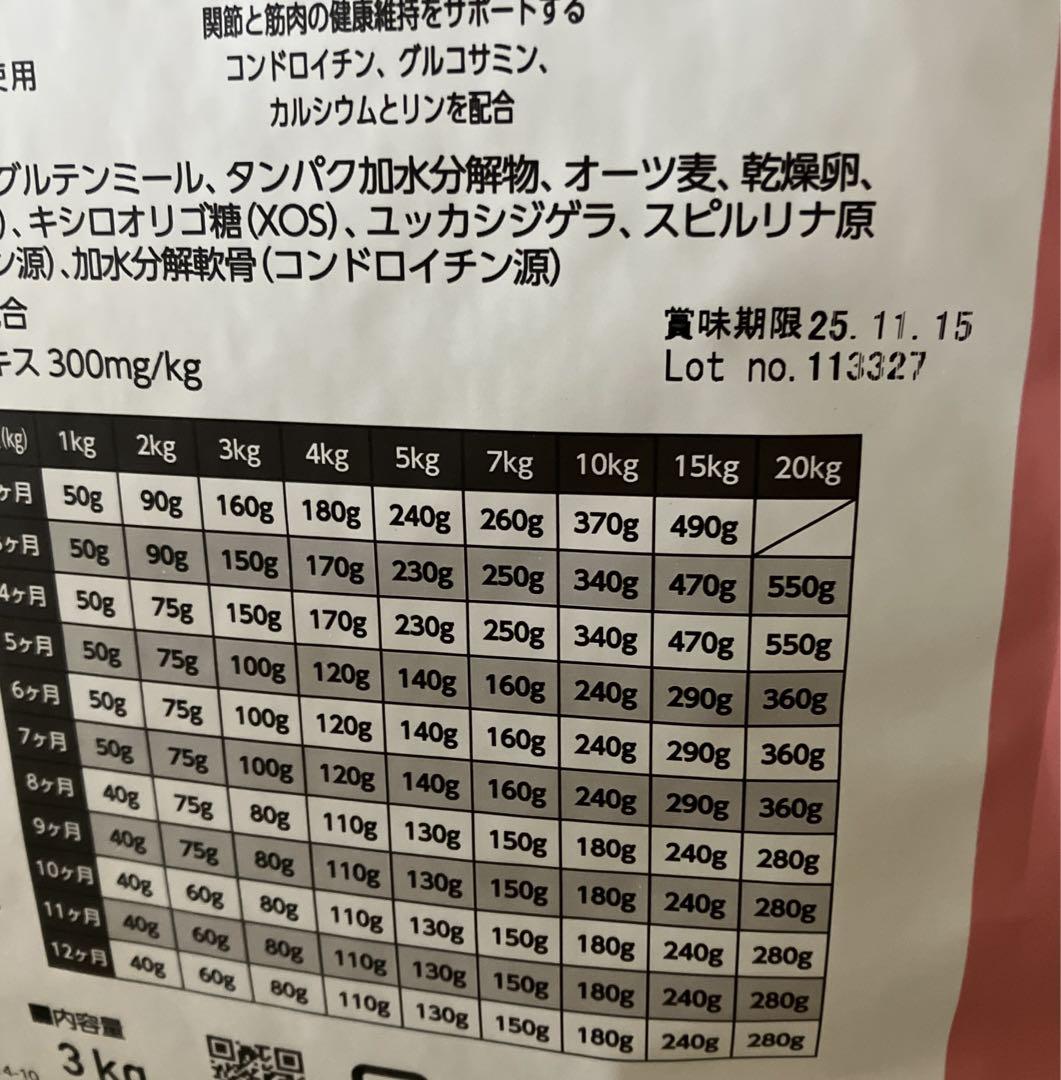 関節と筋肉の健康維持をサポートする
コンドロイチン、グルコサミン、
カルシウムとリンを配合
使用
グルテンミール、タンパク加水分解物、オーツ麦、乾燥卵、
)、キシロオリゴ糖(XOS)、ユッカシジゲラ、スピルリナ原
ン源)、加水分解軟骨(コンドロイチン源)
合
キス 300mg/kg
賞味期限 25. 11. 15
Lot no. 113327
(kg) 1kg 2kg 3kg 4kg 5kg 7kg 10kg 15kg 20kg
ヶ月 50g 90g 160g 180g 240g 260g 370g 490g
ヶ月 50g 90g 150g 170g 230g 250g 340g 470g 550g
4ヶ月 50g 75g 150g 170g 230g 250g 340g 470g 550g
5ヶ月 50g 75g 100g 120g 140g 160g 240g 290g 360g
6ヶ月 50g 75g 100g 120g 140g 160g 240g 290g 360g
7ヶ月 50g 75g 100g 120g 140g 160g 240g 290g 360g
8ヶ月 40g 75g 80g 110g 130g 150g 180g 240g 280g
9ヶ月 40g 75g 80g 110g 130g 150g 180g 240g 280g
10ヶ月 40g 60g 80g 110g 130g 150g 180g 240g 280g
11ヶ月 40g 60g 80g 110g 130g 150g 180g 240g 280g
12ヶ月 40g 60g 80g 110g 130g 150g 180g 240g 280g
■内容量
3kg
4-10